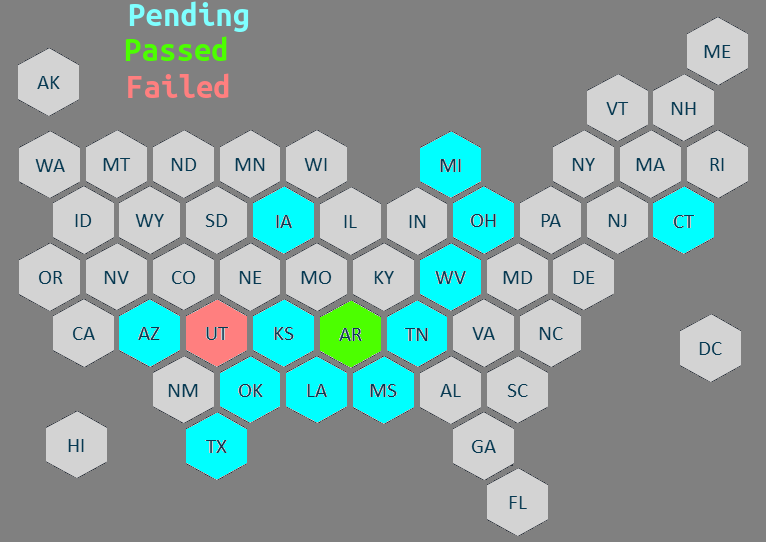 Pending
Passed
Failed
ME
AK
VT NH
WA MT ND MN WI MI NY MA RI
ID WY SD IA IL IN OH PA NJ CT
OR NV CO NE MO KY WV MD DE
CA AZ UT KS AR TN VA NC
DC
NM OK LA MS AL SC
HI TX GA
FL